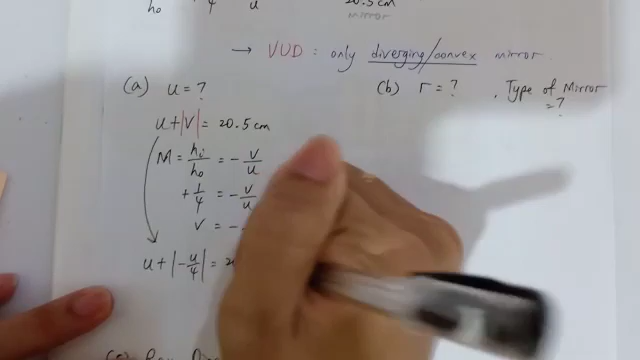 h₀ 4 u 20.5 cm
mirror
→ VUD : only diverging/convex mirror.
(a) u = ? (b) r = ? , Type of Mirror = ?
u + |v| = 20.5 cm
M = hᵢ/h₀ = - v/u
+ 1/4 = - v/u
v = -
u + |- u/4| = 2